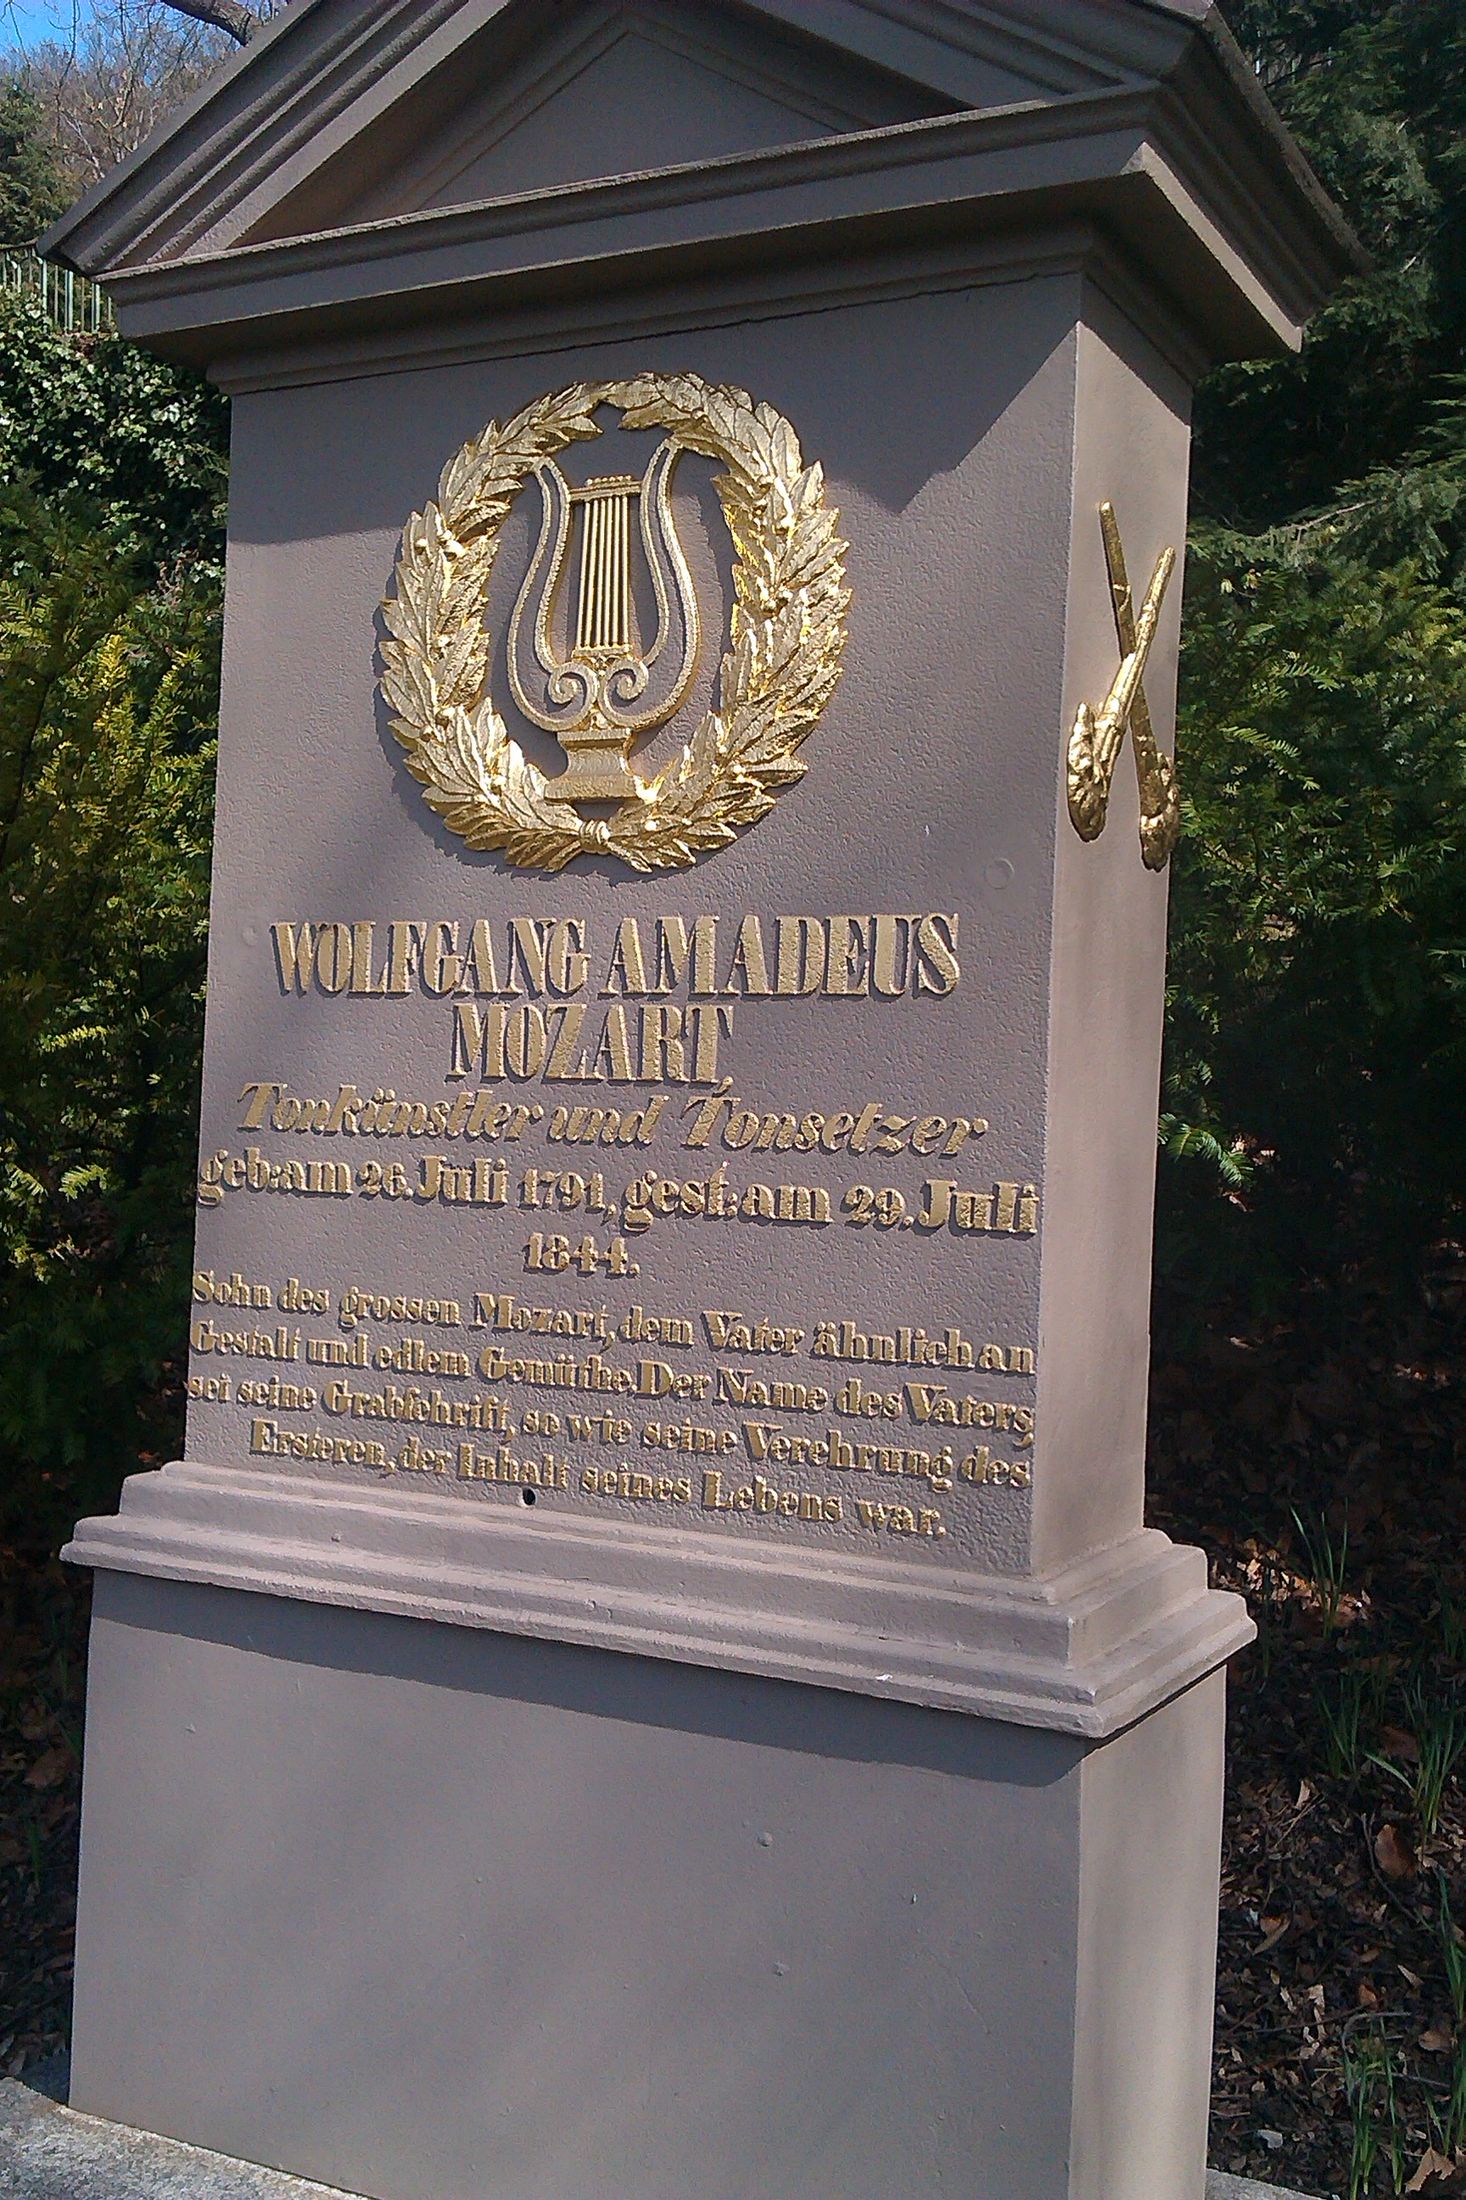 WOLFGANG AMADEUS
MOZART,
Tonkünstler und Tonsetzer
geb: am 26. Juli 1791, gest: am 29. Juli
1844.
Sohn des grossen Mozart, dem Vater ähnlich an
Gestalt und edlem Gemüthe. Der Name des Vaters,
sei seine Grabschrift, so wie seine Verehrung des
Ersteren, der Inhalt seines Lebens war.